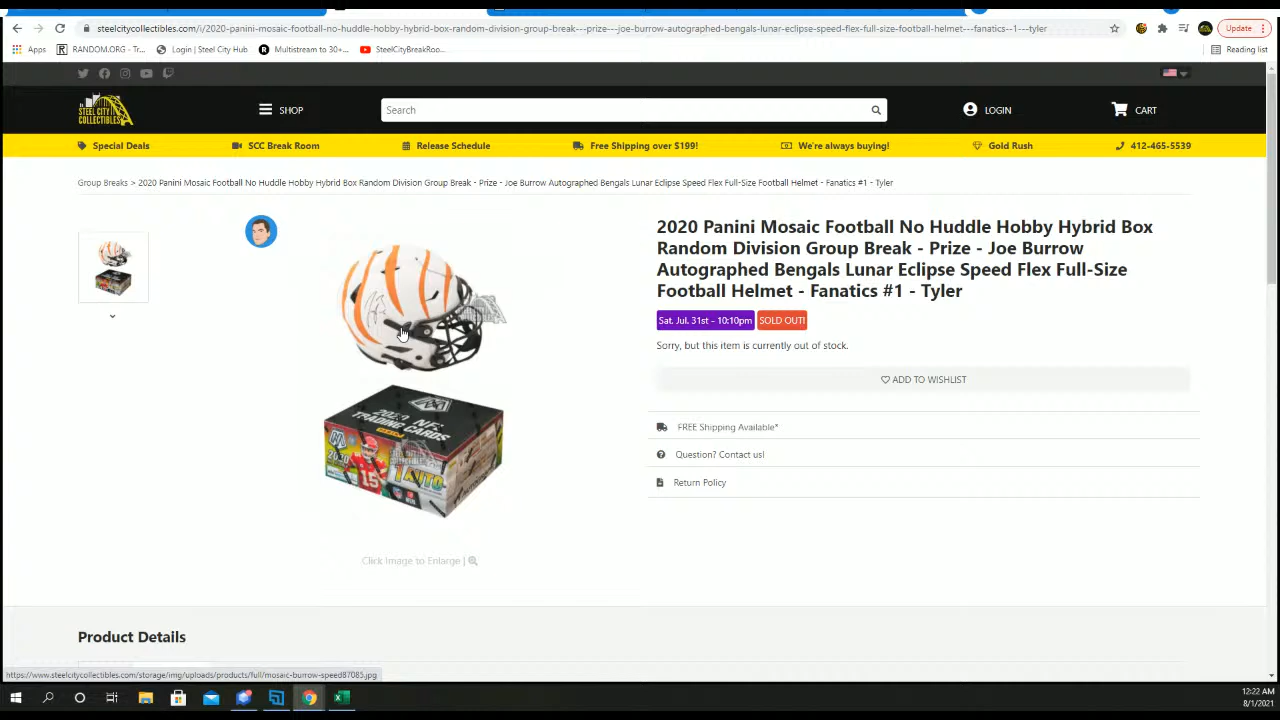 steelcitycollectibles.com/i/2020-panini-mosaic-football-no-huddle-hobby-hybrid-box-random-division-group-break---prize---joe-burrow-autographed-bengals-lunar-eclipse-speed-flex-full-size-football-helmet---fanatics--1---tyler
Update
Apps
RANDOM.ORG - Tr...
Login | Steel City Hub
Multistream to 30+...
SteelCityBreakRoo...
Reading list
STEEL CITY
COLLECTIBLES
SHOP
Search
LOGIN
CART
Special Deals
SCC Break Room
Release Schedule
Free Shipping over $199!
We're always buying!
Gold Rush
412-465-5539
Group Breaks > 2020 Panini Mosaic Football No Huddle Hobby Hybrid Box Random Division Group Break - Prize - Joe Burrow Autographed Bengals Lunar Eclipse Speed Flex Full-Size Football Helmet - Fanatics #1 - Tyler
2020 Panini Mosaic Football No Huddle Hobby Hybrid Box
Random Division Group Break - Prize - Joe Burrow
Autographed Bengals Lunar Eclipse Speed Flex Full-Size
Football Helmet - Fanatics #1 - Tyler
Sat. Jul. 31st - 10:10pm
SOLD OUT!
Sorry, but this item is currently out of stock.
ADD TO WISHLIST
FREE Shipping Available*
Question? Contact us!
Return Policy
2020 NFL
TRADING CARDS
15
1 AUTO
Click Image to Enlarge |
Product Details
https://www.steelcitycollectibles.com/storage/img/uploads/products/full/mosaic-burrow-speed87085.jpg
12:22 AM
8/1/2021